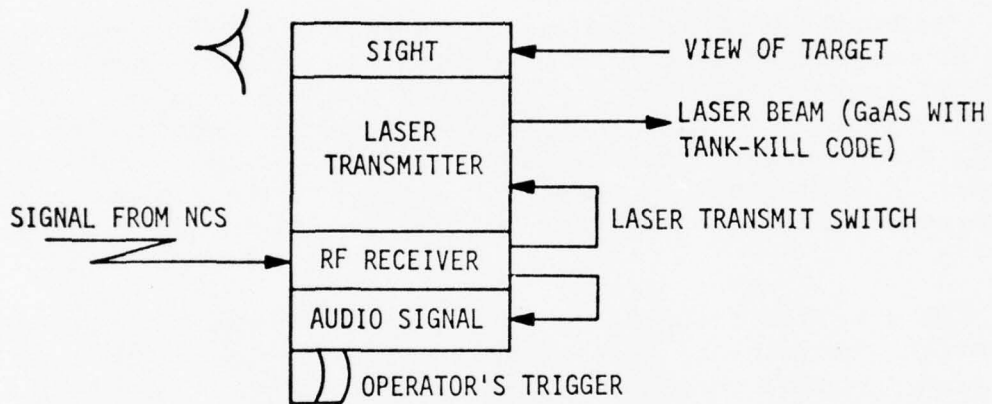 SIGHT
VIEW OF TARGET
LASER
TRANSMITTER
LASER BEAM (GaAS WITH
TANK-KILL CODE)
SIGNAL FROM NCS
LASER TRANSMIT SWITCH
RF RECEIVER
AUDIO SIGNAL
OPERATOR'S TRIGGER